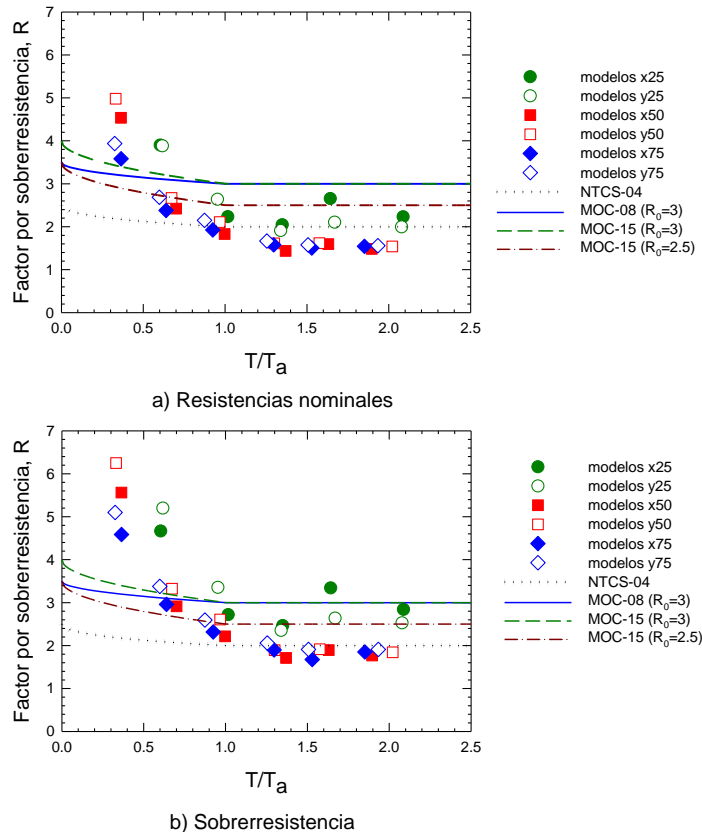 7
6
5
4
3
2
1
0
Factor por sobrerresistencia, R
0.0 0.5 1.0 1.5 2.0 2.5
T/Ta
modelos x25
modelos y25
modelos x50
modelos y50
modelos x75
modelos y75
NTCS-04
MOC-08 (R0=3)
MOC-15 (R0=3)
MOC-15 (R0=2.5)
a) Resistencias nominales
7
6
5
4
3
2
1
0
Factor por sobrerresistencia, R
0.0 0.5 1.0 1.5 2.0 2.5
T/Ta
modelos x25
modelos y25
modelos x50
modelos y50
modelos x75
modelos y75
NTCS-04
MOC-08 (R0=3)
MOC-15 (R0=3)
MOC-15 (R0=2.5)
b) Sobrerresistencia